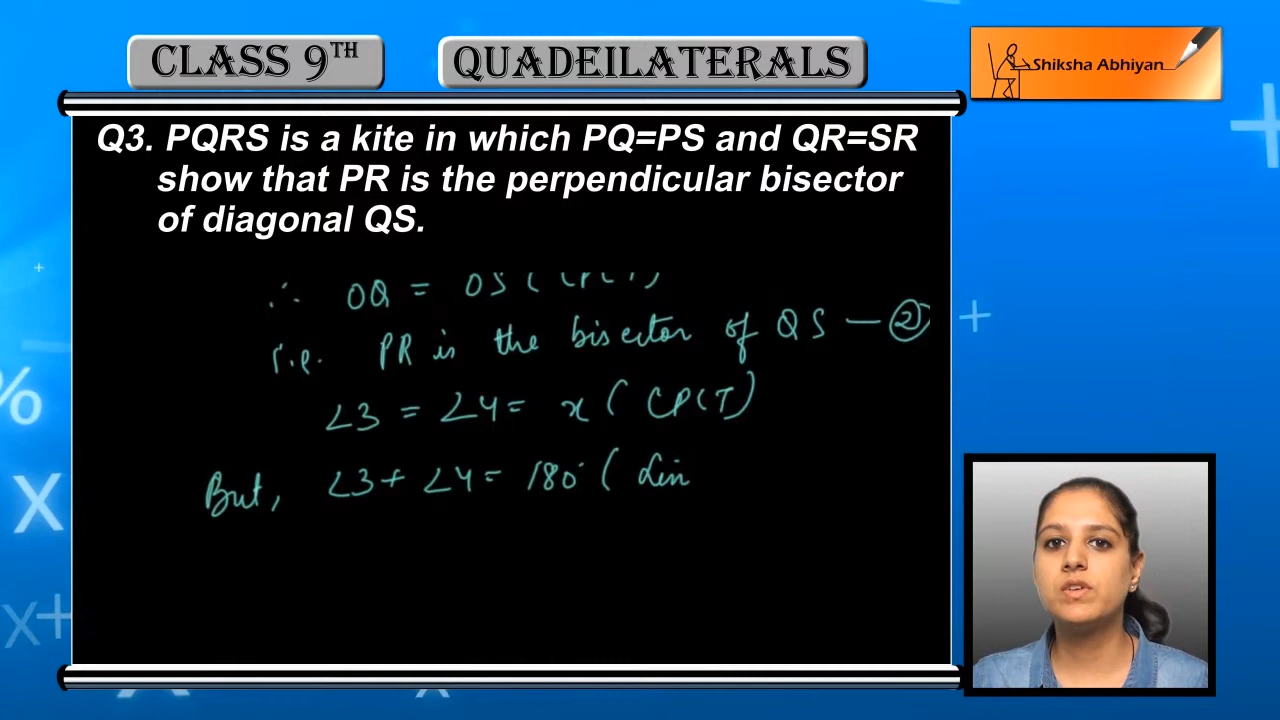 CLASS 9TH
QUADEILATERALS
Shiksha Abhiyan
Q3. PQRS is a kite in which PQ=PS and QR=SR
show that PR is the perpendicular bisector
of diagonal QS.
∴ OQ = OS (CPCT)
i.e. PR is the bisector of QS — ②
∠3 = ∠4 = x (CPCT)
But, ∠3 + ∠4 = 180° ( Lin